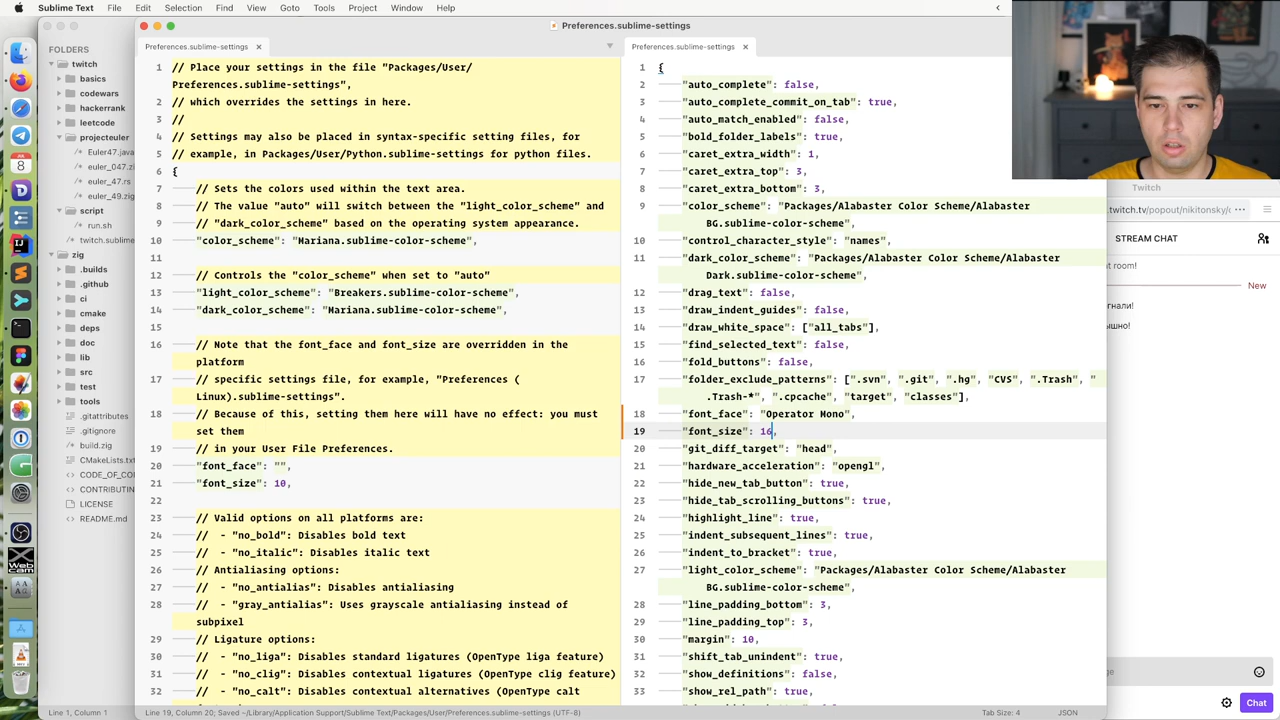 Sublime Text File Edit Selection Find View Goto Tools Project Window Help
Preferences.sublime-settings
FOLDERS
twitch
basics
codewars
hackerrank
leetcode
projecteuler
Euler47.java
euler_047.zi
euler_47.rs
euler_49.zig
script
run.sh
twitch.sublime
zig
.builds
.github
ci
cmake
deps
doc
lib
src
test
tools
.gitattributes
.gitignore
build.zig
CMakeLists.txt
CODE_OF_CO
CONTRIBUTIN
LICENSE
README.md
Preferences.sublime-settings
1 // Place your settings in the file "Packages/User/
Preferences.sublime-settings",
2 // which overrides the settings in here.
3 //
4 // Settings may also be placed in syntax-specific setting files, for
5 // example, in Packages/User/Python.sublime-settings for python files.
6 {
7 // Sets the colors used within the text area.
8 // The value "auto" will switch between the "light_color_scheme" and
9 // "dark_color_scheme" based on the operating system appearance.
10 "color_scheme": "Mariana.sublime-color-scheme",
11
12 // Controls the "color_scheme" when set to "auto"
13 "light_color_scheme": "Breakers.sublime-color-scheme",
14 "dark_color_scheme": "Mariana.sublime-color-scheme",
15
16 // Note that the font_face and font_size are overridden in the
platform
17 // specific settings file, for example, "Preferences (
Linux).sublime-settings".
18 // Because of this, setting them here will have no effect: you must
set them
19 // in your User File Preferences.
20 "font_face": "",
21 "font_size": 10,
22
23 // Valid options on all platforms are:
24 // - "no_bold": Disables bold text
25 // - "no_italic": Disables italic text
26 // Antialiasing options:
27 // - "no_antialias": Disables antialiasing
28 // - "gray_antialias": Uses grayscale antialiasing instead of
subpixel
29 // Ligature options:
30 // - "no_liga": Disables standard ligatures (OpenType liga feature)
31 // - "no_clig": Disables contextual ligatures (OpenType clig feature)
32 // - "no_calt": Disables contextual alternatives (OpenType calt
Preferences.sublime-settings
1 {
2 "auto_complete": false,
3 "auto_complete_commit_on_tab": true,
4 "auto_match_enabled": false,
5 "bold_folder_labels": true,
6 "caret_extra_width": 1,
7 "caret_extra_top": 3,
8 "caret_extra_bottom": 3,
9 "color_scheme": "Packages/Alabaster Color Scheme/Alabaster
BG.sublime-color-scheme",
10 "control_character_style": "names",
11 "dark_color_scheme": "Packages/Alabaster Color Scheme/Alabaster
Dark.sublime-color-scheme",
12 "drag_text": false,
13 "draw_indent_guides": false,
14 "draw_white_space": ["all_tabs"],
15 "find_selected_text": false,
16 "fold_buttons": false,
17 "folder_exclude_patterns": [".svn", ".git", ".hg", "CVS", ".Trash", "
.Trash-*", ".cpcache", "target", "classes"],
18 "font_face": "Operator Mono",
19 "font_size": 16,
20 "git_diff_target": "head",
21 "hardware_acceleration": "opengl",
22 "hide_new_tab_button": true,
23 "hide_tab_scrolling_buttons": true,
24 "highlight_line": true,
25 "indent_subsequent_lines": true,
26 "indent_to_bracket": true,
27 "light_color_scheme": "Packages/Alabaster Color Scheme/Alabaster
BG.sublime-color-scheme",
28 "line_padding_bottom": 3,
29 "line_padding_top": 3,
30 "margin": 10,
31 "shift_tab_unindent": true,
32 "show_definitions": false,
33 "show_rel_path": true,
Twitch
.twitch.tv/popout/nikitonsky/c
STREAM CHAT
t room!
New
гнали!
ышно!
ge
Chat
Line 1, Column 1
Line 19, Column 20; Saved ~/Library/Application Support/Sublime Text/Packages/User/Preferences.sublime-settings (UTF-8)
Tab Size: 4
JSON